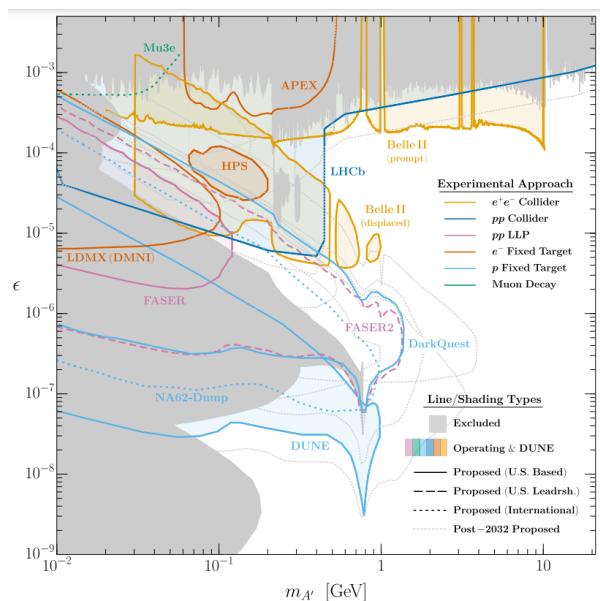 10⁻³
10⁻⁴
10⁻⁵
10⁻⁶
10⁻⁷
10⁻⁸
10⁻⁹
ϵ
Mu3e
APEX
HPS
LHCb
Belle II
(prompt)
Belle II
(displaced)
LDMX (DMNI)
FASER
FASER2
DarkQuest
NA62-Dump
DUNE
Experimental Approach
e⁺e⁻ Collider
pp Collider
pp LLP
e⁻ Fixed Target
p Fixed Target
Muon Decay
Line/Shading Types
Excluded
Operating & DUNE
Proposed (U.S. Based)
Proposed (U.S. Leadrsh.)
Proposed (International)
Post−2032 Proposed
10⁻²
10⁻¹
1
10
m_A′ [GeV]